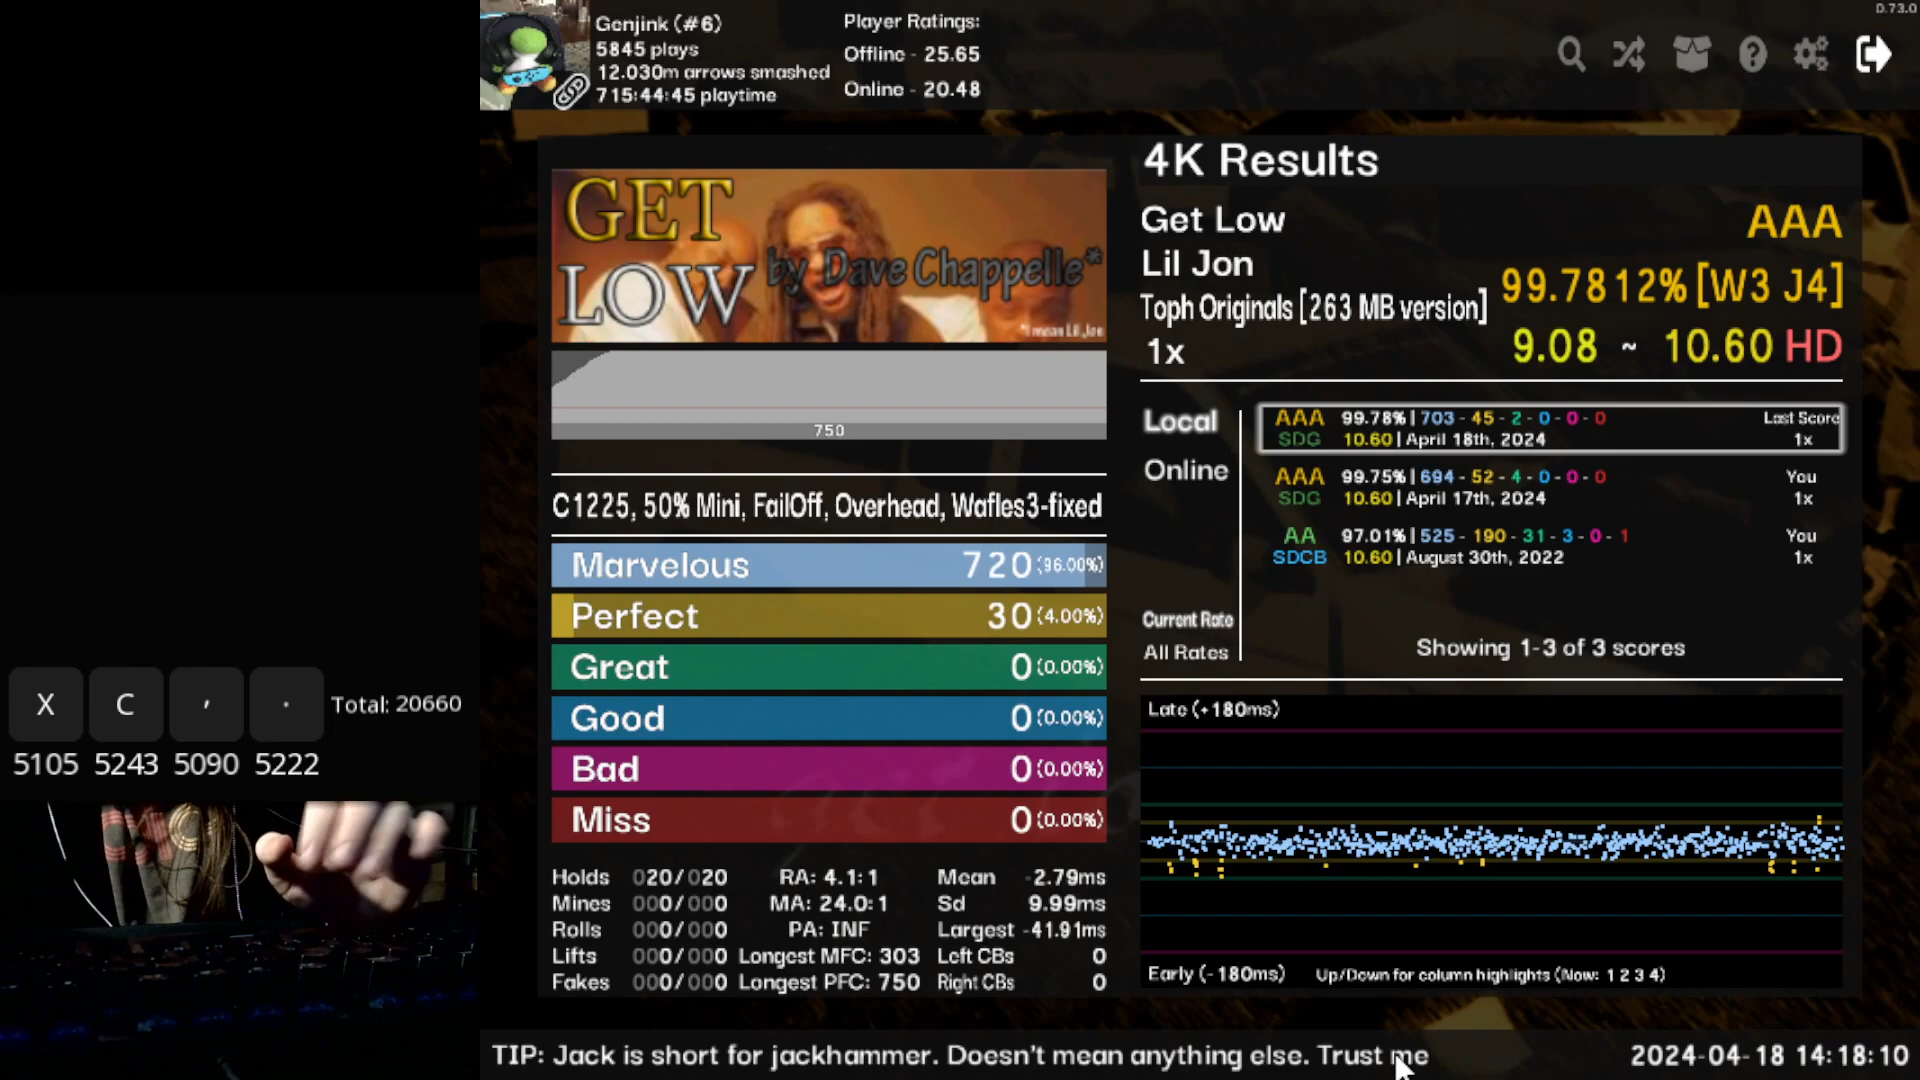 0.73.0
Genjink (#6)
5845 plays
12.030m arrows smashed
715:44:45 playtime
Player Ratings:
Offline - 25.65
Online - 20.48
GET
LOW
by Dave Chappelle*
*I mean Lil Jon
750
C1225, 50% Mini, FailOff, Overhead, Wafles3-fixed
Marvelous 720 (96.00%)
Perfect 30 (4.00%)
Great 0 (0.00%)
Good 0 (0.00%)
Bad 0 (0.00%)
Miss 0 (0.00%)
Holds 020/020 RA: 4.1:1 Mean -2.79ms
Mines 000/000 MA: 24.0:1 Sd 9.99ms
Rolls 000/000 PA: INF Largest -41.91ms
Lifts 000/000 Longest MFC: 303 Left CBs 0
Fakes 000/000 Longest PFC: 750 Right CBs 0
4K Results
Get Low AAA
Lil Jon
Toph Originals [263 MB version] 99.7812% [W3 J4]
1x 9.08 ~ 10.60 HD
Local
Online
Current Rate
All Rates
AAA 99.78% | 703 - 45 - 2 - 0 - 0 - 0 Last Score
SDG 10.60 | April 18th, 2024 1x
AAA 99.75% | 694 - 52 - 4 - 0 - 0 - 0 You
SDG 10.60 | April 17th, 2024 1x
AA 97.01% | 525 - 190 - 31 - 3 - 0 - 1 You
SDCB 10.60 | August 30th, 2022 1x
Showing 1-3 of 3 scores
Late (+180ms)
Early (-180ms) Up/Down for column highlights (Now: 1 2 3 4)
X C , . Total: 20660
5105 5243 5090 5222
TIP: Jack is short for jackhammer. Doesn't mean anything else. Trust me
2024-04-18 14:18:10